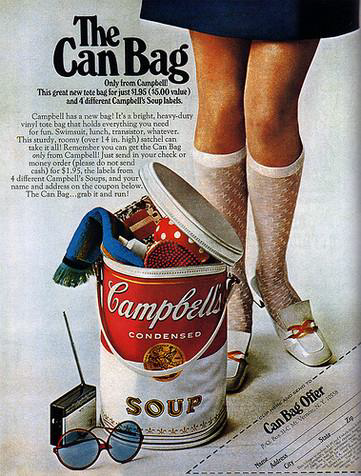 The
Can Bag
Only from Campbell!
This great new tote bag for just $1.95 ($5.00 value)
and 4 different Campbell's Soup labels.
Campbell has a new bag! It's a bright, heavy-duty
vinyl tote bag that holds everything you need
for fun. Swimsuit, lunch, transistor, whatever.
This sturdy, roomy (over 14 in. high) satchel can
take it all! Remember you can get the Can Bag
only from Campbell! Just send in your check or
money order (please do not send
cash) for $1.95, the labels from
4 different Campbell's Soups, and your
name and address on the coupon below.
The Can Bag...grab it and run!
Campbell's
CONDENSED
SOUP
Can Bag Offer
P.O. Box
Name
Address
City
State
Zip